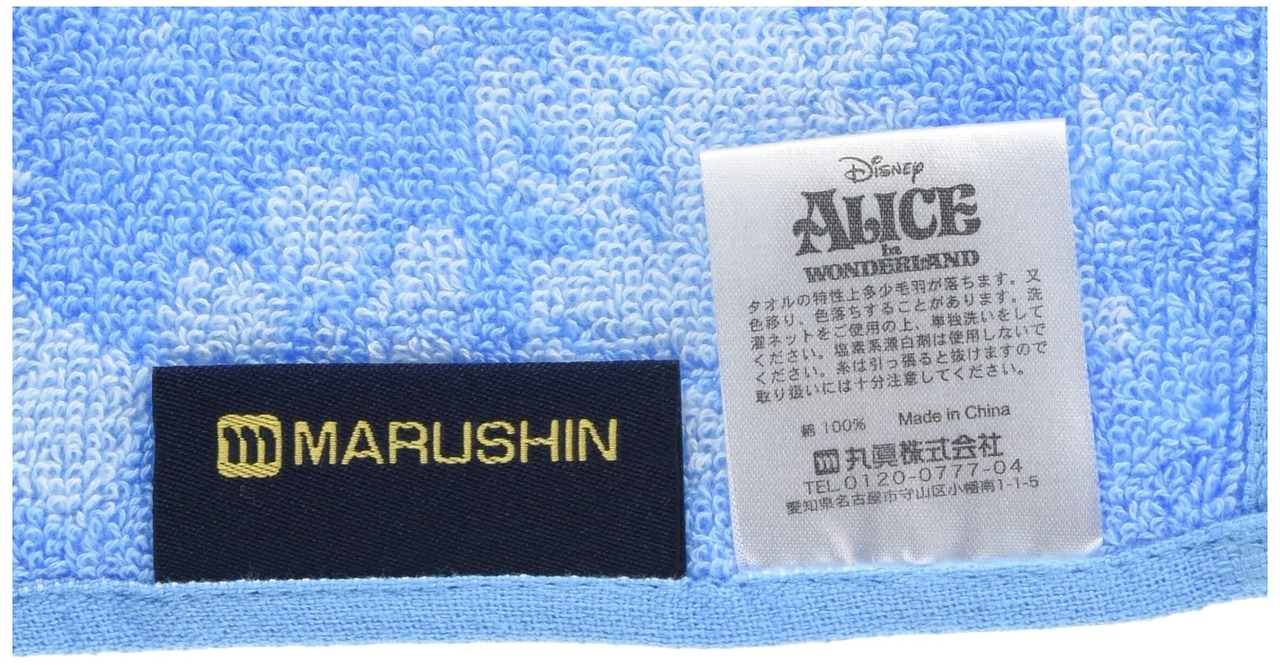 MARUSHIN
Disney
ALICE
in
WONDERLAND
タオルの特性上多少毛羽が落ちます。又
色移り、色落ちすることがあります。洗
濯ネットをご使用の上、単独洗いをして
ください。塩素系漂白剤は使用しないで
ください。糸は引っ張ると抜けますので
取り扱いには十分注意してください。
綿 100% Made in China
丸眞株式会社
TEL 0120-0777-04
愛知県名古屋市守山区小幡南1-1-5